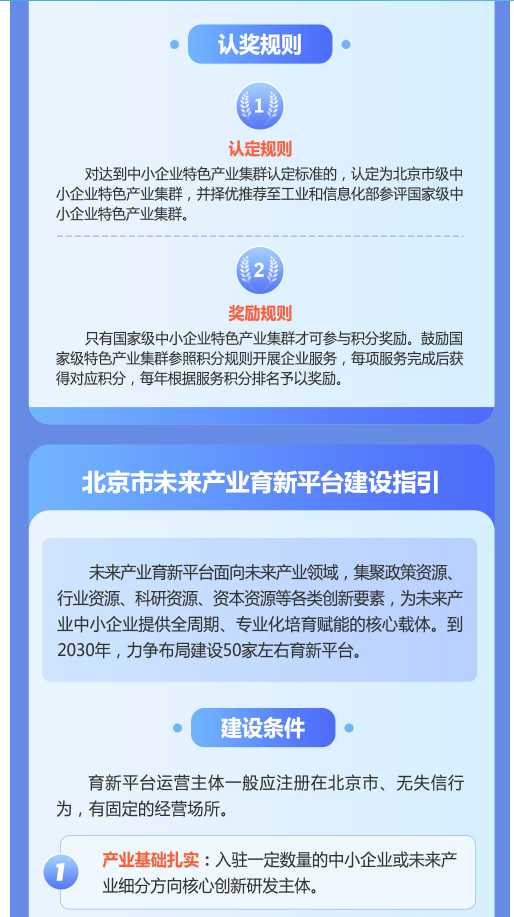 认奖规则
1
认定规则
对达到中小企业特色产业集群认定标准的，认定为北京市级中
小企业特色产业集群，并择优推荐至工业和信息化部参评国家级中
小企业特色产业集群。
2
奖励规则
只有国家级中小企业特色产业集群才可参与积分奖励。鼓励国
家级特色产业集群参照积分规则开展企业服务，每项服务完成后获
得对应积分，每年根据服务积分排名予以奖励。
北京市未来产业育新平台建设指引
未来产业育新平台面向未来产业领域，集聚政策资源、
行业资源、科研资源、资本资源等各类创新要素，为未来产
业中小企业提供全周期、专业化培育赋能的核心载体。到
2030年，力争布局建设50家左右育新平台。
建设条件
育新平台运营主体一般应注册在北京市、无失信行
为，有固定的经营场所。
1
产业基础扎实：入驻一定数量的中小企业或未来产
业细分方向核心创新研发主体。